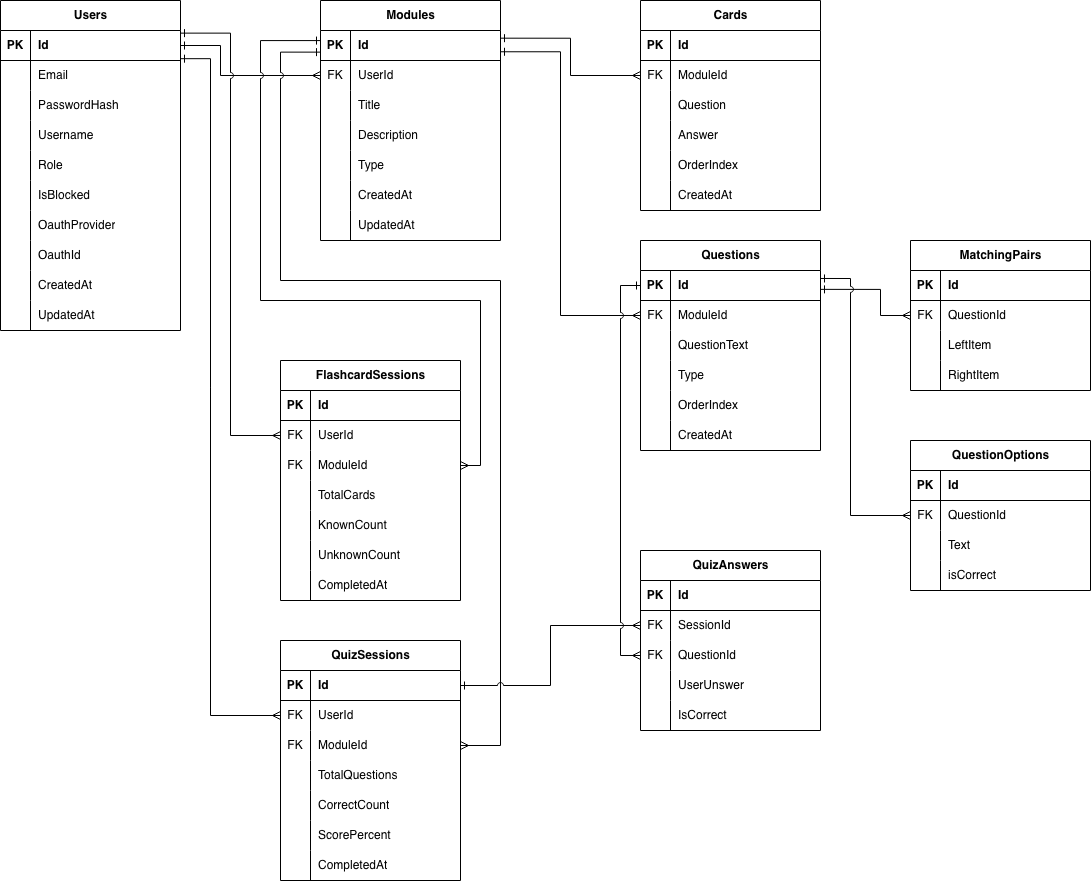 Users
PK Id
Email
PasswordHash
Username
Role
IsBlocked
OauthProvider
OauthId
CreatedAt
UpdatedAt
Modules
PK Id
FK UserId
Title
Description
Type
CreatedAt
UpdatedAt
Cards
PK Id
FK ModuleId
Question
Answer
OrderIndex
CreatedAt
Questions
PK Id
FK ModuleId
QuestionText
Type
OrderIndex
CreatedAt
MatchingPairs
PK Id
FK QuestionId
LeftItem
RightItem
FlashcardSessions
PK Id
FK UserId
FK ModuleId
TotalCards
KnownCount
UnknownCount
CompletedAt
QuestionOptions
PK Id
FK QuestionId
Text
isCorrect
QuizAnswers
PK Id
FK SessionId
FK QuestionId
UserUnswer
IsCorrect
QuizSessions
PK Id
FK UserId
FK ModuleId
TotalQuestions
CorrectCount
ScorePercent
CompletedAt